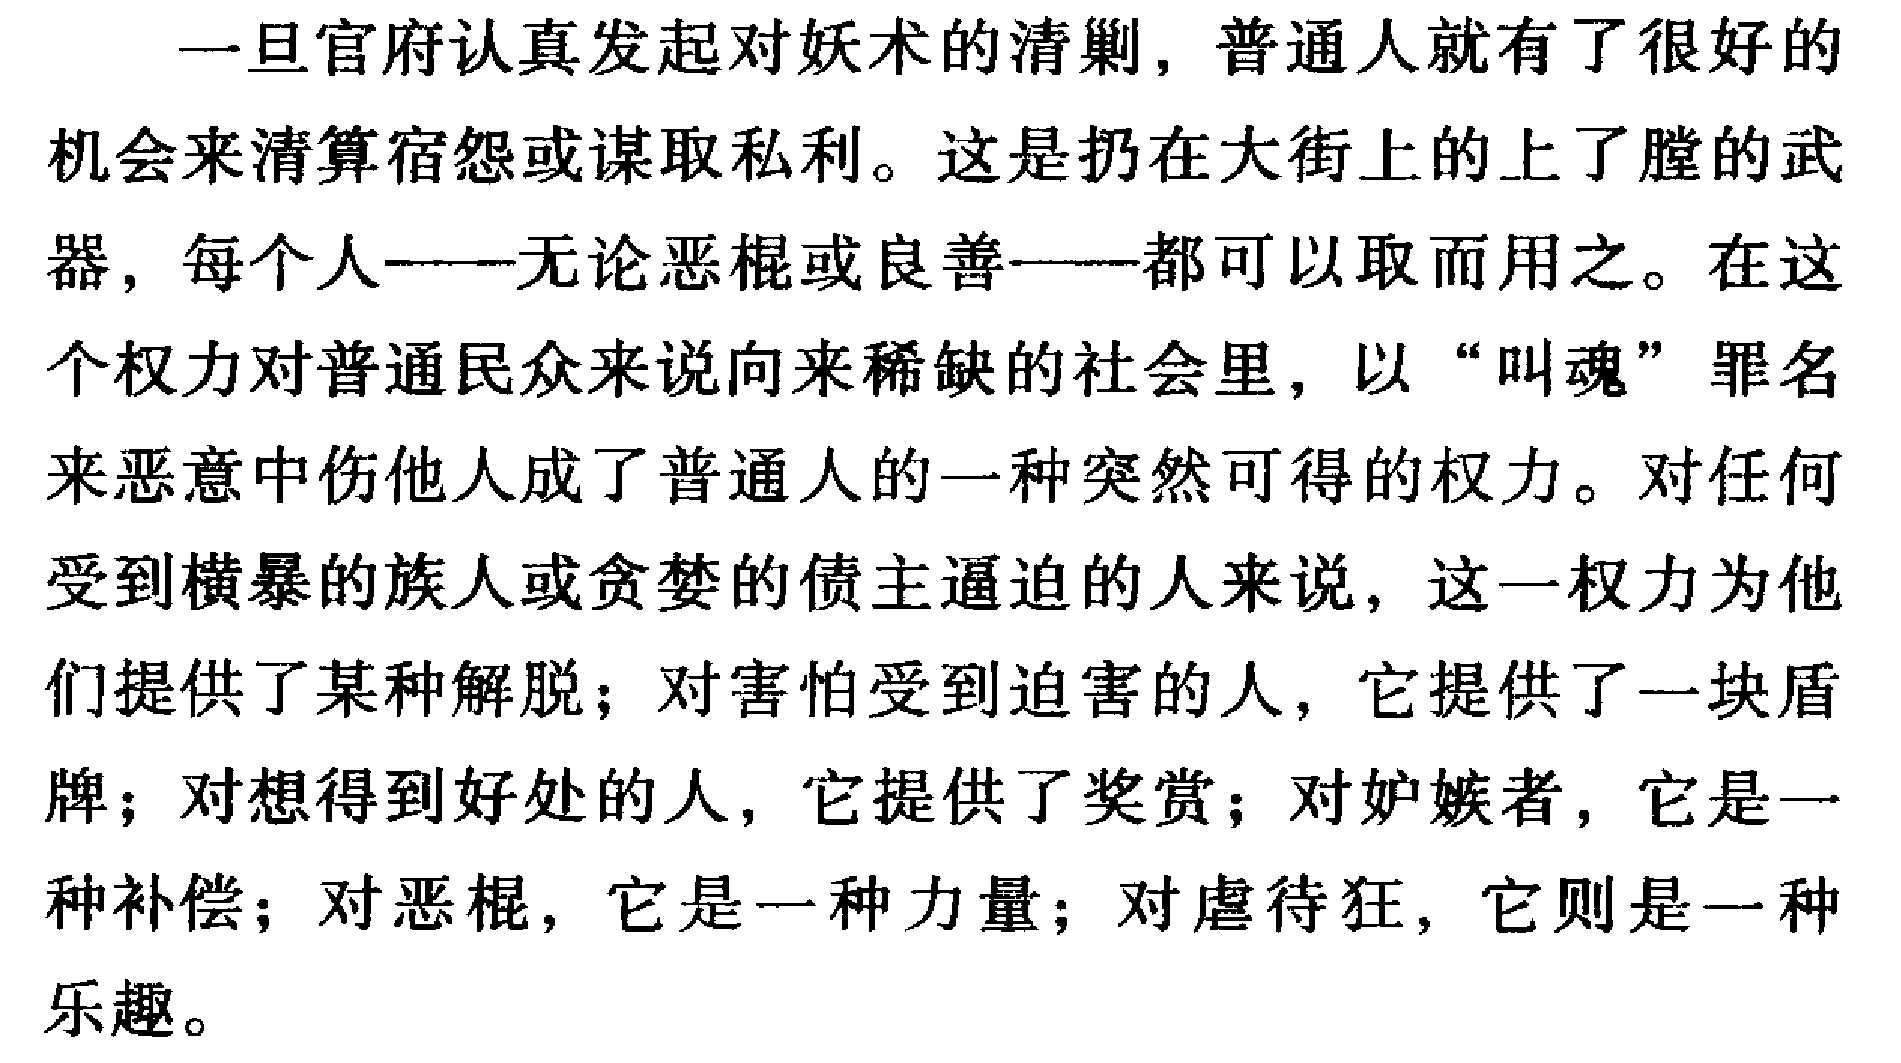 一旦官府认真发起对妖术的清剿，普通人就有了很好的
机会来清算宿怨或谋取私利。这是扔在大街上的上了膛的武
器，每个人——无论恶棍或良善——都可以取而用之。在这
个权力对普通民众来说向来稀缺的社会里，以“叫魂”罪名
来恶意中伤他人成了普通人的一种突然可得的权力。对任何
受到横暴的族人或贪婪的债主逼迫的人来说，这一权力为他
们提供了某种解脱；对害怕受到迫害的人，它提供了一块盾
牌；对想得到好处的人，它提供了奖赏；对妒嫉者，它是一
种补偿；对恶棍，它是一种力量；对虐待狂，它则是一种
乐趣。